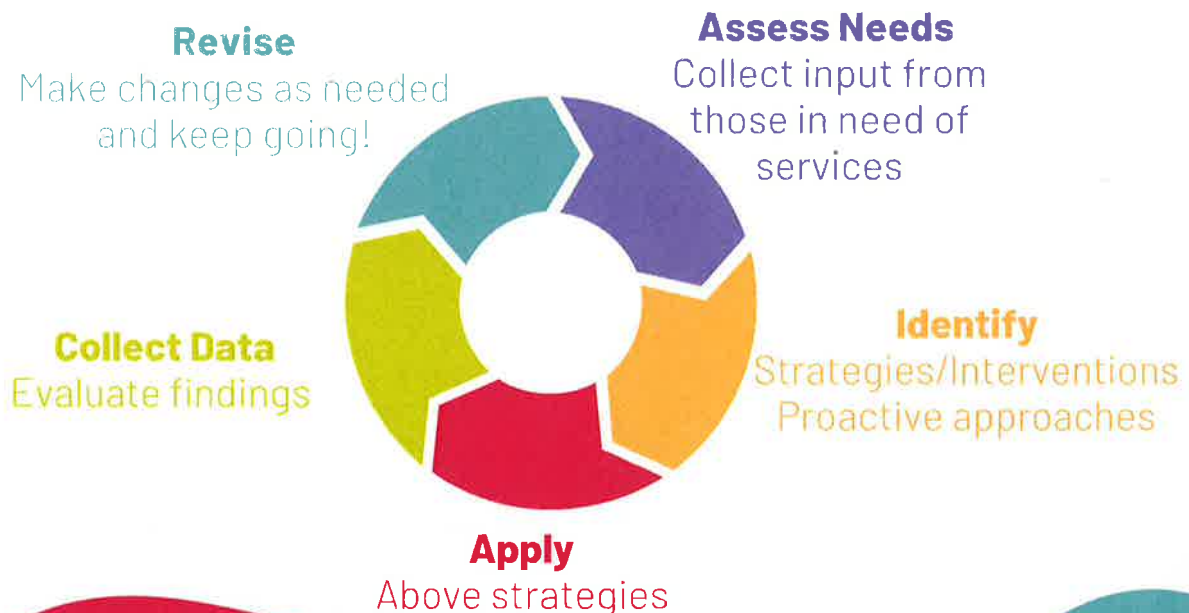 Revise
Make changes as needed
and keep going!
Assess Needs
Collect input from
those in need of
services
Identify
Strategies/Interventions
Proactive approaches
Apply
Above strategies
Collect Data
Evaluate findings